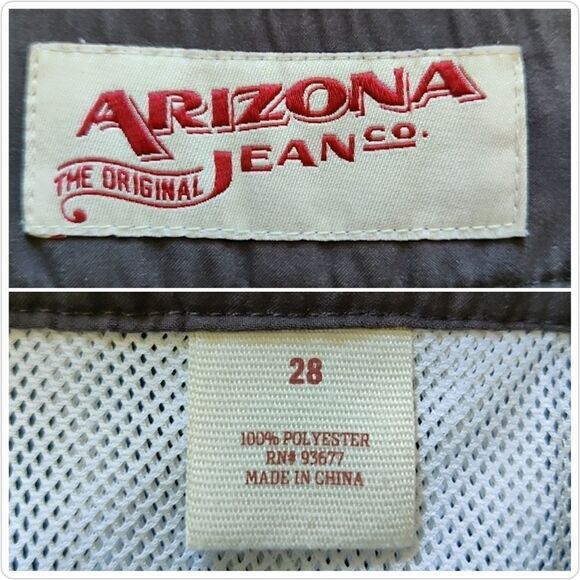 ARIZONA
THE ORIGINAL JEAN CO.
28
100% POLYESTER
RN# 93677
MADE IN CHINA